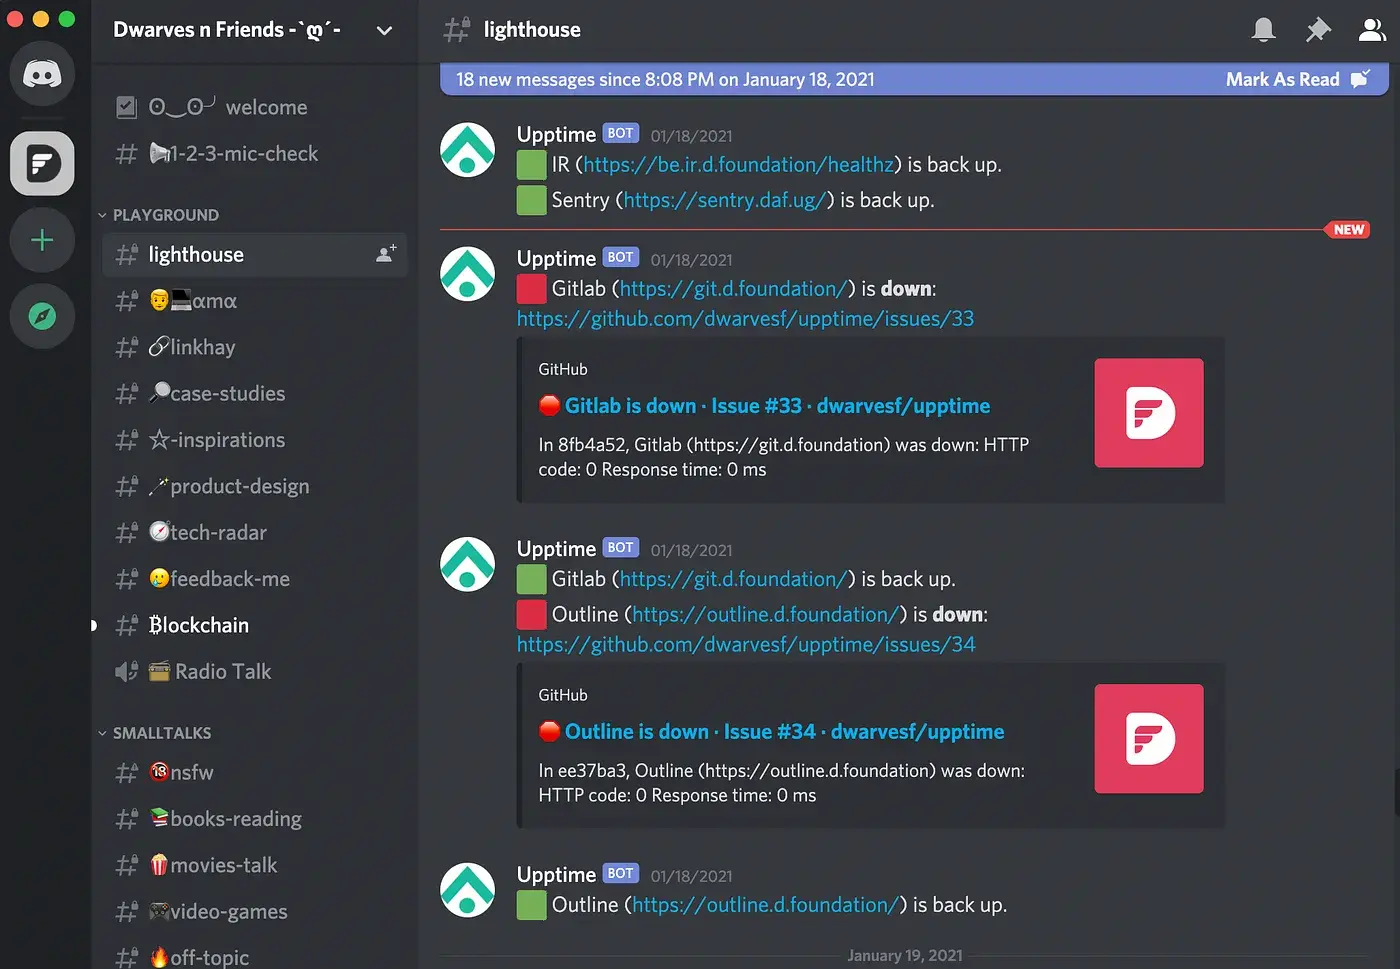 Dwarves n Friends -`ღ´-
ʘ‿ʘ╯ welcome
1-2-3-mic-check
PLAYGROUND
lighthouse
αmα
linkhay
case-studies
☆-inspirations
product-design
tech-radar
feedback-me
₿lockchain
Radio Talk
SMALLTALKS
nsfw
books-reading
movies-talk
video-games
off-topic
lighthouse
18 new messages since 8:08 PM on January 18, 2021 Mark As Read
Upptime BOT 01/18/2021
IR (https://be.ir.d.foundation/healthz) is back up.
Sentry (https://sentry.daf.ug/) is back up.
NEW
Upptime BOT 01/18/2021
Gitlab (https://git.d.foundation/) is down:
https://github.com/dwarvesf/upptime/issues/33
GitHub
Gitlab is down · Issue #33 · dwarvesf/upptime
In 8fb4a52, Gitlab (https://git.d.foundation) was down: HTTP
code: 0 Response time: 0 ms
Upptime BOT 01/18/2021
Gitlab (https://git.d.foundation/) is back up.
Outline (https://outline.d.foundation/) is down:
https://github.com/dwarvesf/upptime/issues/34
GitHub
Outline is down · Issue #34 · dwarvesf/upptime
In ee37ba3, Outline (https://outline.d.foundation) was down:
HTTP code: 0 Response time: 0 ms
Upptime BOT 01/18/2021
Outline (https://outline.d.foundation/) is back up.
January 19, 2021